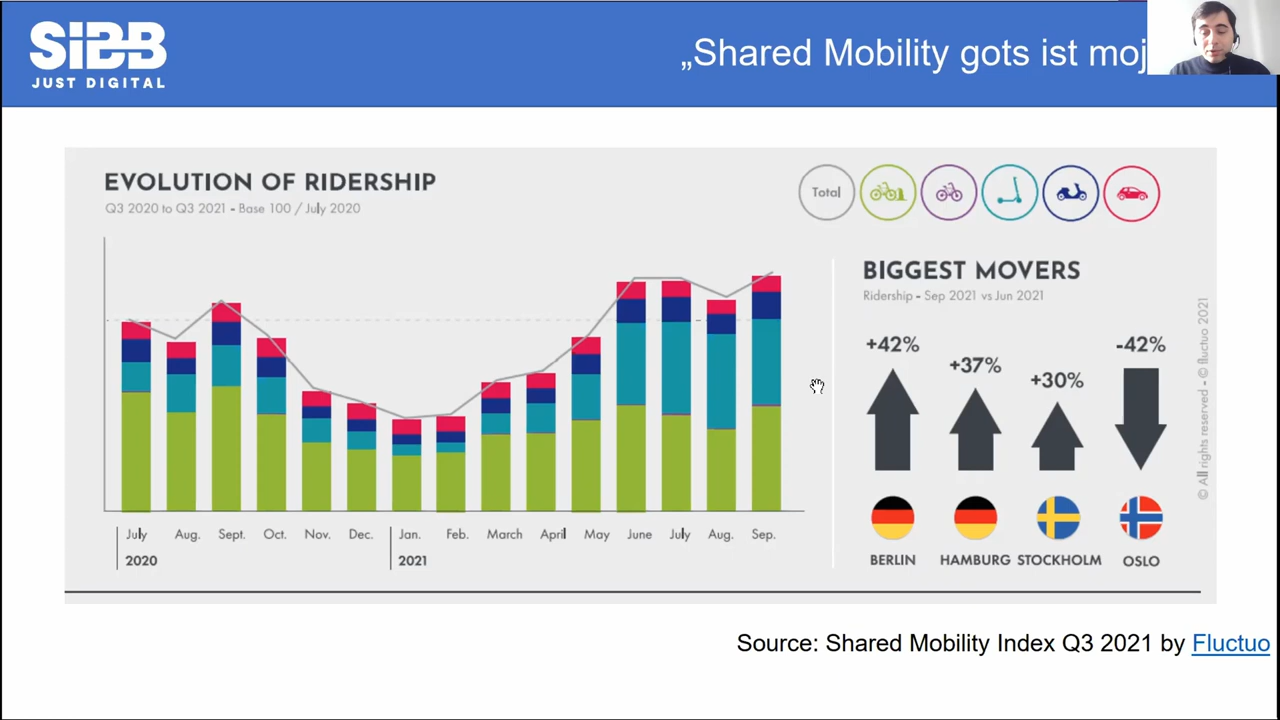 SiBB
JUST DIGITAL
„Shared Mobility gots ist
EVOLUTION OF RIDERSHIP
Q3 2020 to Q3 2021 - Base 100 / July 2020
Total
BIGGEST MOVERS
Ridership - Sep 2021 vs Jun 2021
+42%
+37%
+30%
-42%
BERLIN
HAMBURG
STOCKHOLM
OSLO
July
Aug.
Sept.
Oct.
Nov.
Dec.
Jan.
Feb.
March
April
May
June
July
Aug.
Sep.
2020
2021
© All rights reserved - © fluctuo 2021
Source: Shared Mobility Index Q3 2021 by Fluctuo